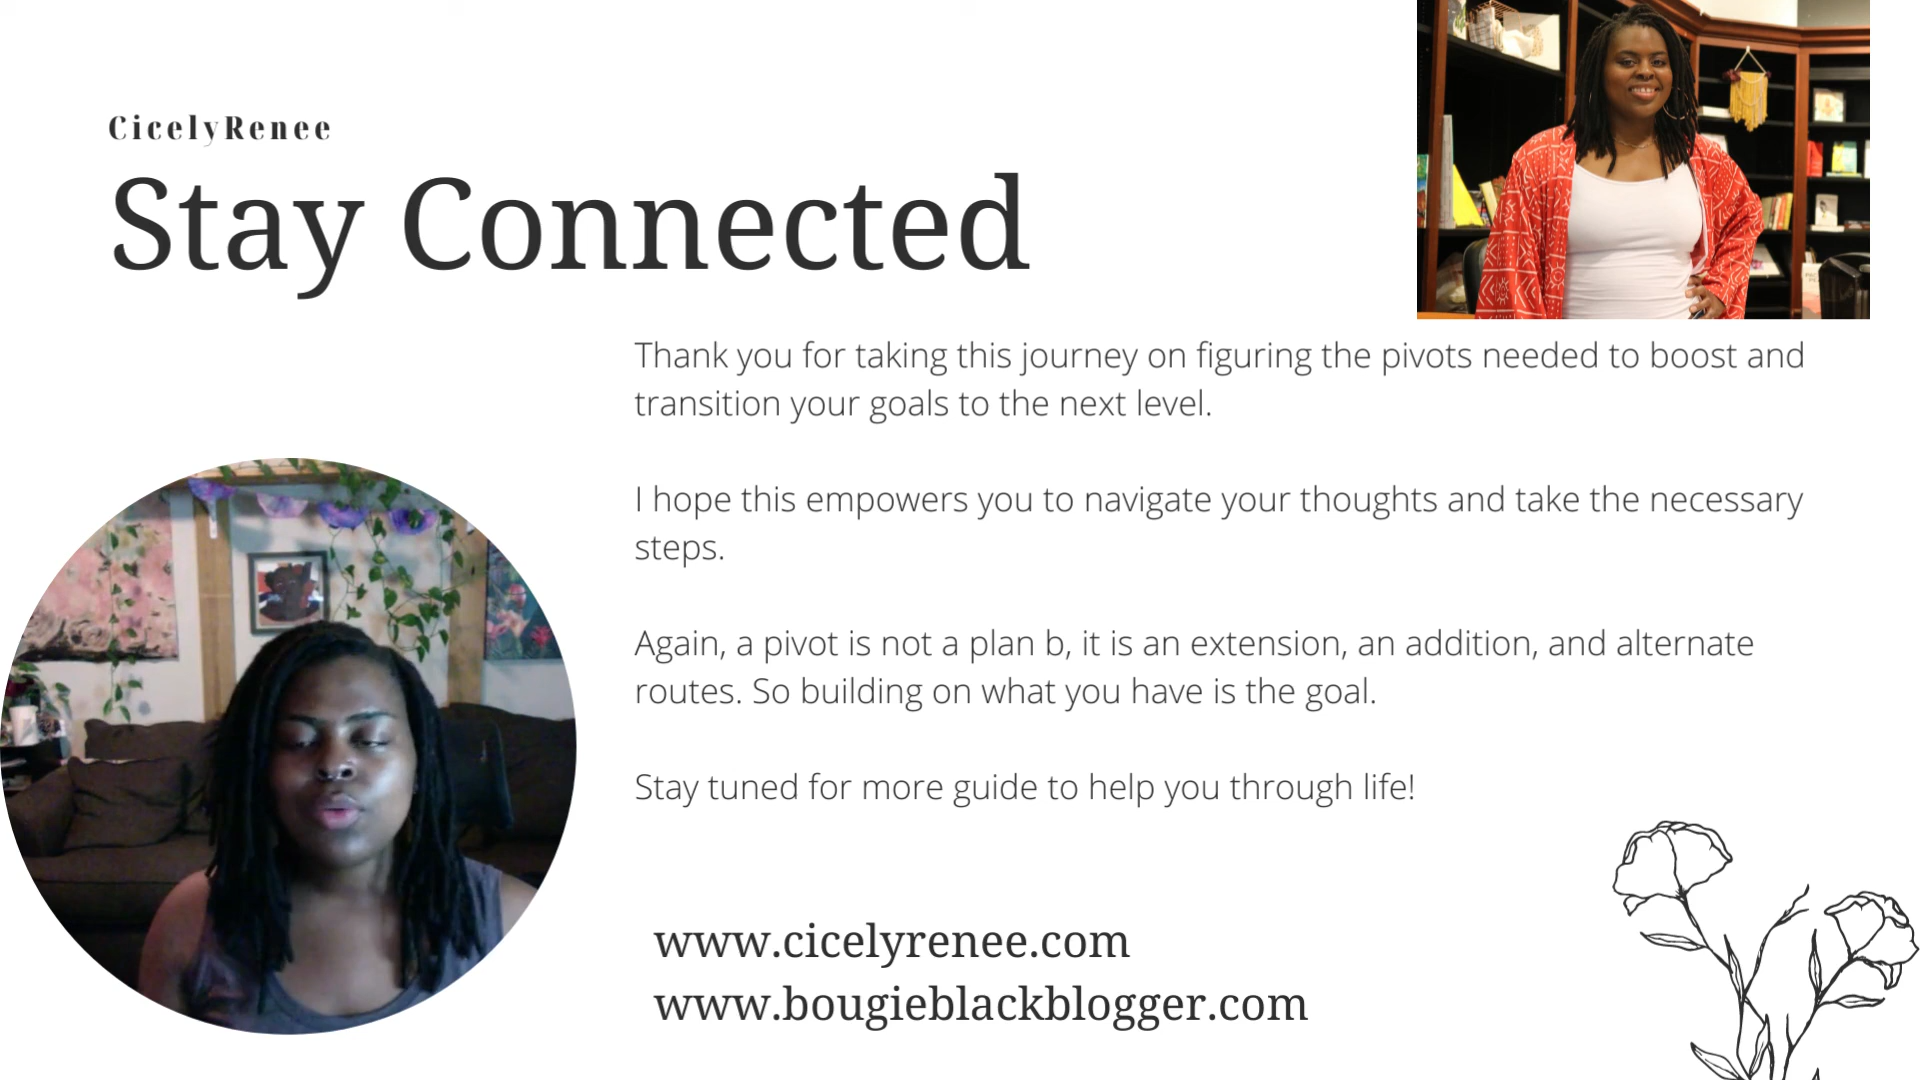 CicelyRenee
Stay Connected
Thank you for taking this journey on figuring the pivots needed to boost and
transition your goals to the next level.
I hope this empowers you to navigate your thoughts and take the necessary
steps.
Again, a pivot is not a plan b, it is an extension, an addition, and alternate
routes. So building on what you have is the goal.
Stay tuned for more guide to help you through life!
www.cicelyrenee.com
www.bougieblackblogger.com